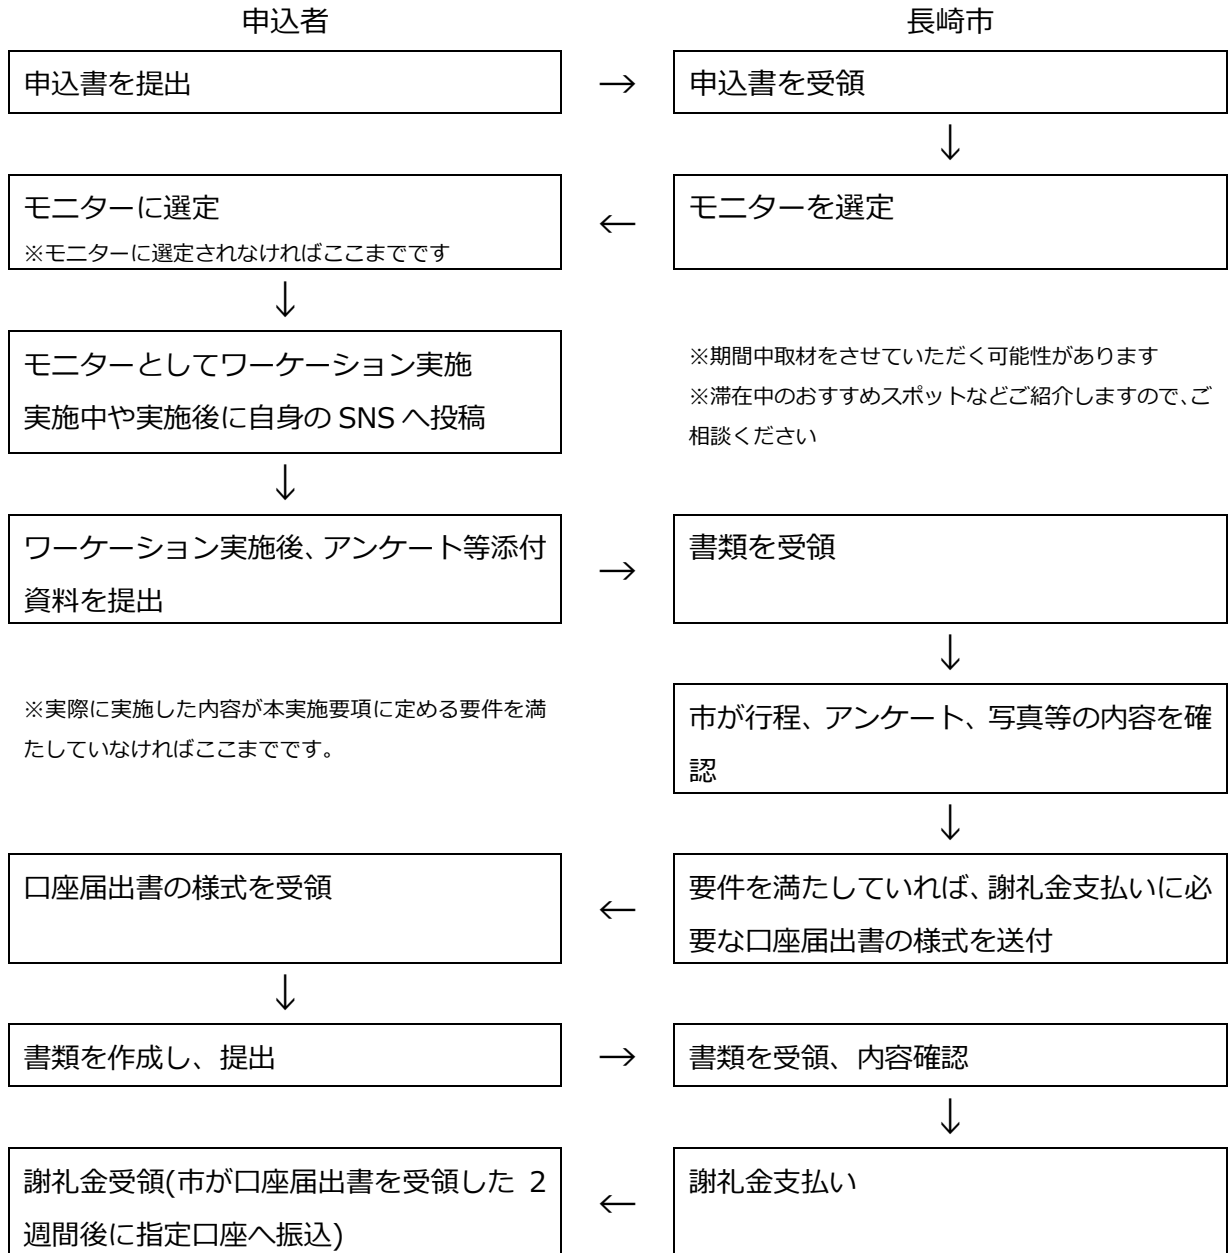 申込者
長崎市
申込書を提出
→
申込書を受領
↓
モニターに選定
※モニターに選定されなければここまでです
←
モニターを選定
↓
モニターとしてワーケーション実施
実施中や実施後に自身の SNS へ投稿
※期間中取材をさせていただく可能性があります
※滞在中のおすすめスポットなどご紹介しますので、ご
相談ください
↓
ワーケーション実施後、アンケート等添付
資料を提出
→
書類を受領
↓
※実際に実施した内容が本実施要項に定める要件を満
たしていなければここまでです。
市が行程、アンケート、写真等の内容を確
認
↓
口座届出書の様式を受領
←
要件を満たしていれば、謝礼金支払いに必
要な口座届出書の様式を送付
↓
書類を作成し、提出
→
書類を受領、内容確認
↓
謝礼金受領(市が口座届出書を受領した 2
週間後に指定口座へ振込)
←
謝礼金支払い